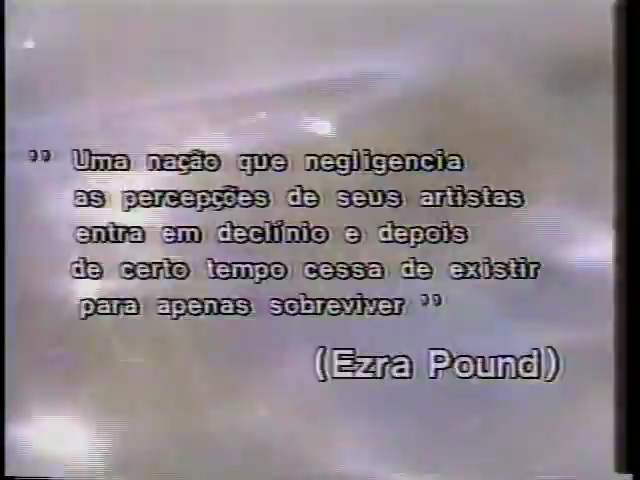 ” Uma nação que negligencia
as percepções de seus artistas
entra em declínio e depois
de certo tempo cessa de existir
para apenas sobreviver ”
(Ezra Pound)